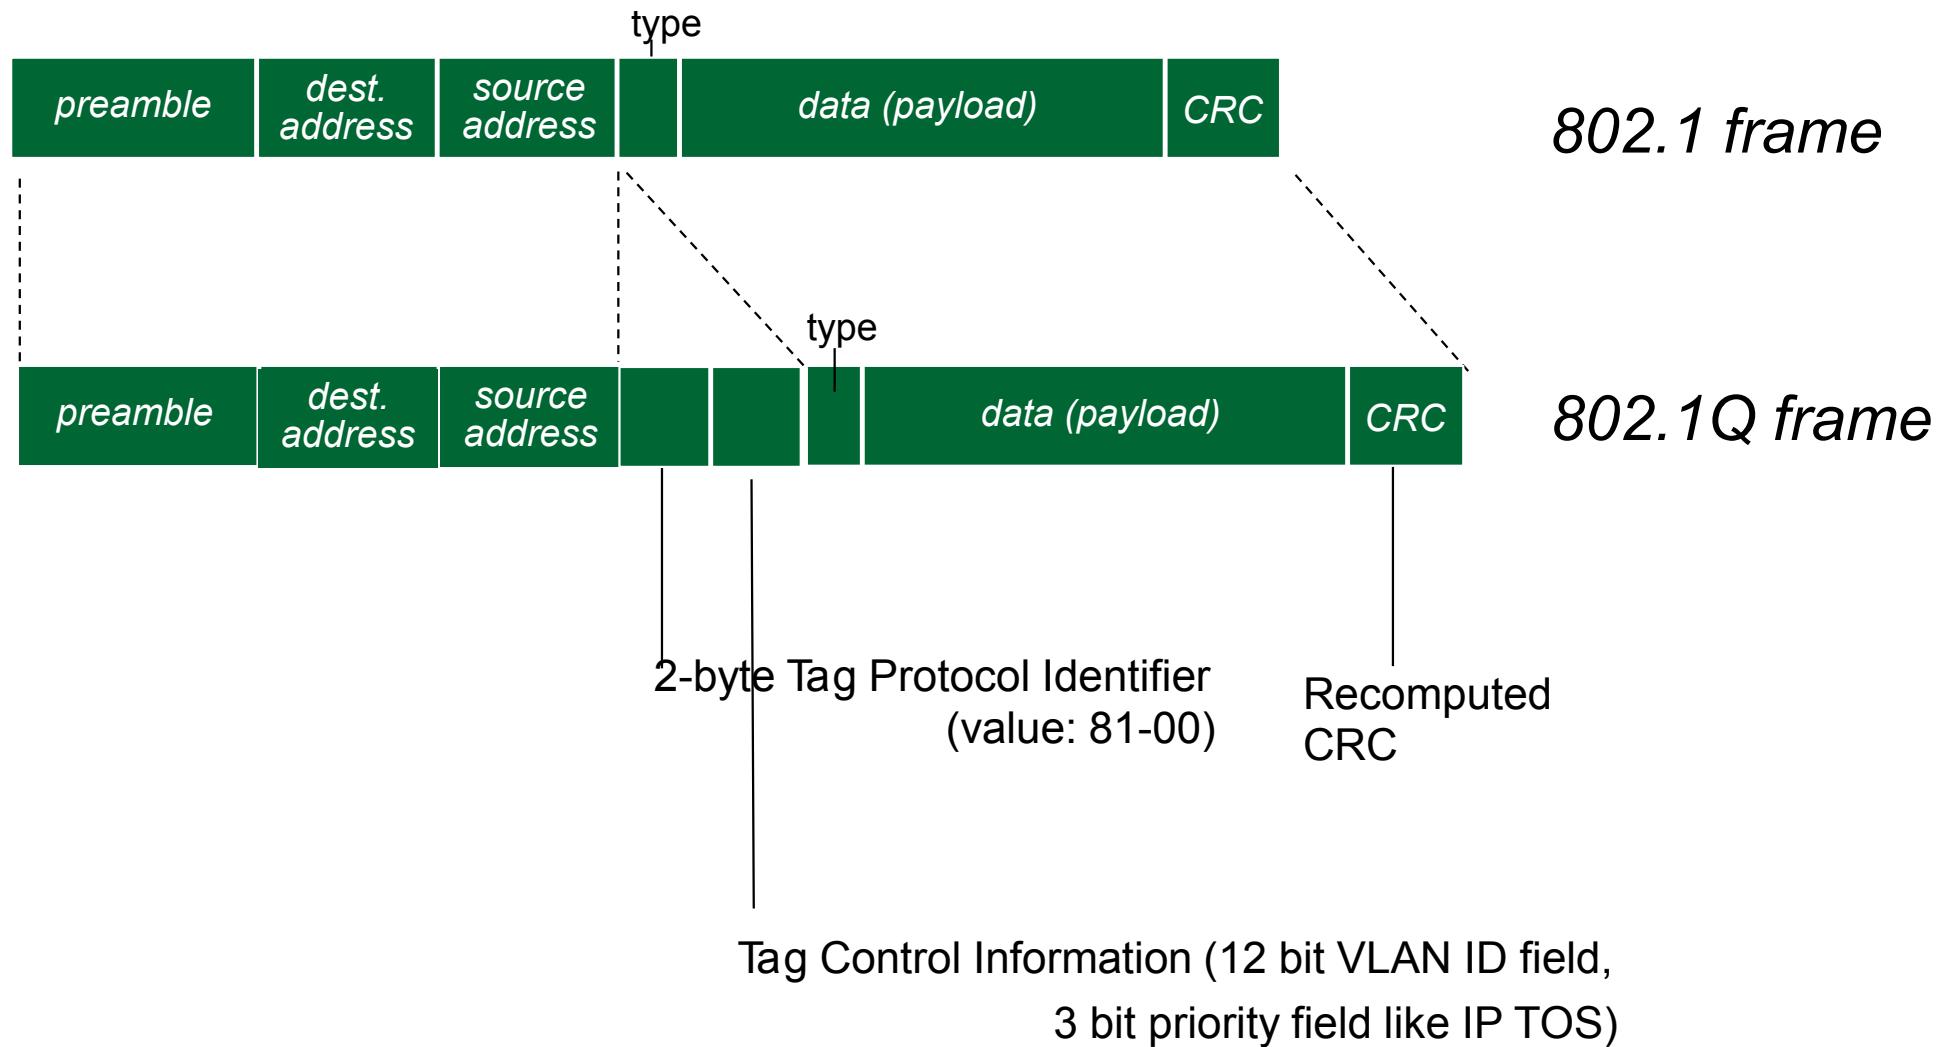 type
preamble
dest.
address
source
address
data (payload)
CRC
802.1 frame
type
preamble
dest.
address
source
address
data (payload)
CRC
802.1Q frame
2-byte Tag Protocol Identifier
(value: 81-00)
Recomputed
CRC
Tag Control Information (12 bit VLAN ID field,
3 bit priority field like IP TOS)